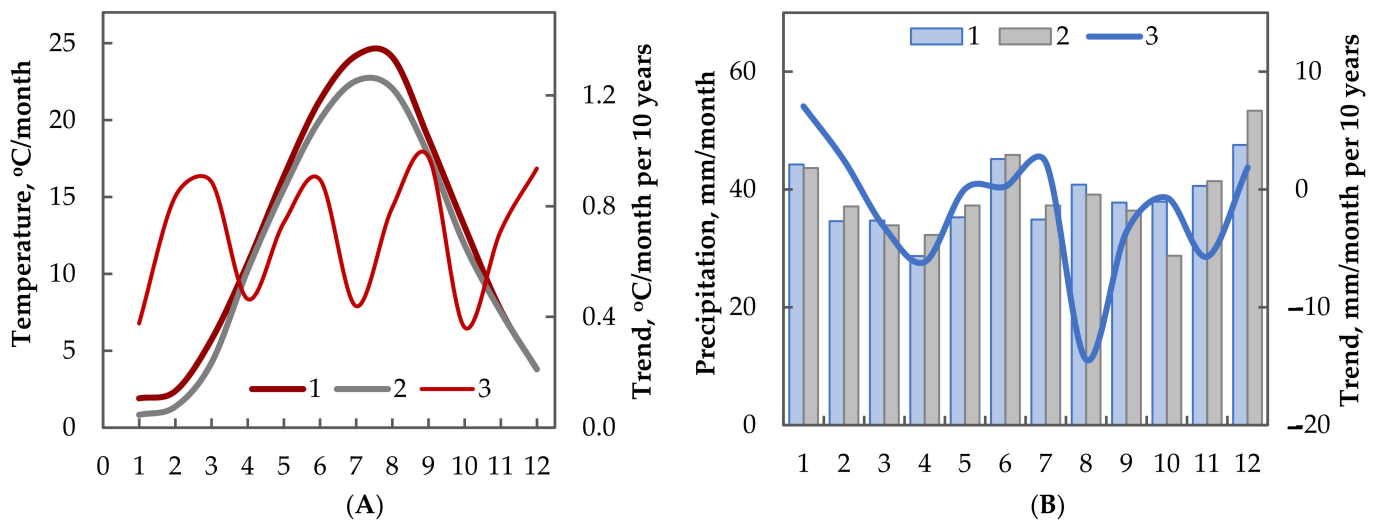 Temperature, ᵒC/month
25
20
15
10
5
0
1.2
0.8
0.4
0.0
Trend, ᵒC/month per 10 years
1 2 3
0 1 2 3 4 5 6 7 8 9 10 11 12
(A)
Precipitation, mm/month
60
40
20
0
1 2 3
10
0
−10
−20
Trend, mm/month per 10 years
1 2 3 4 5 6 7 8 9 10 11 12
(B)